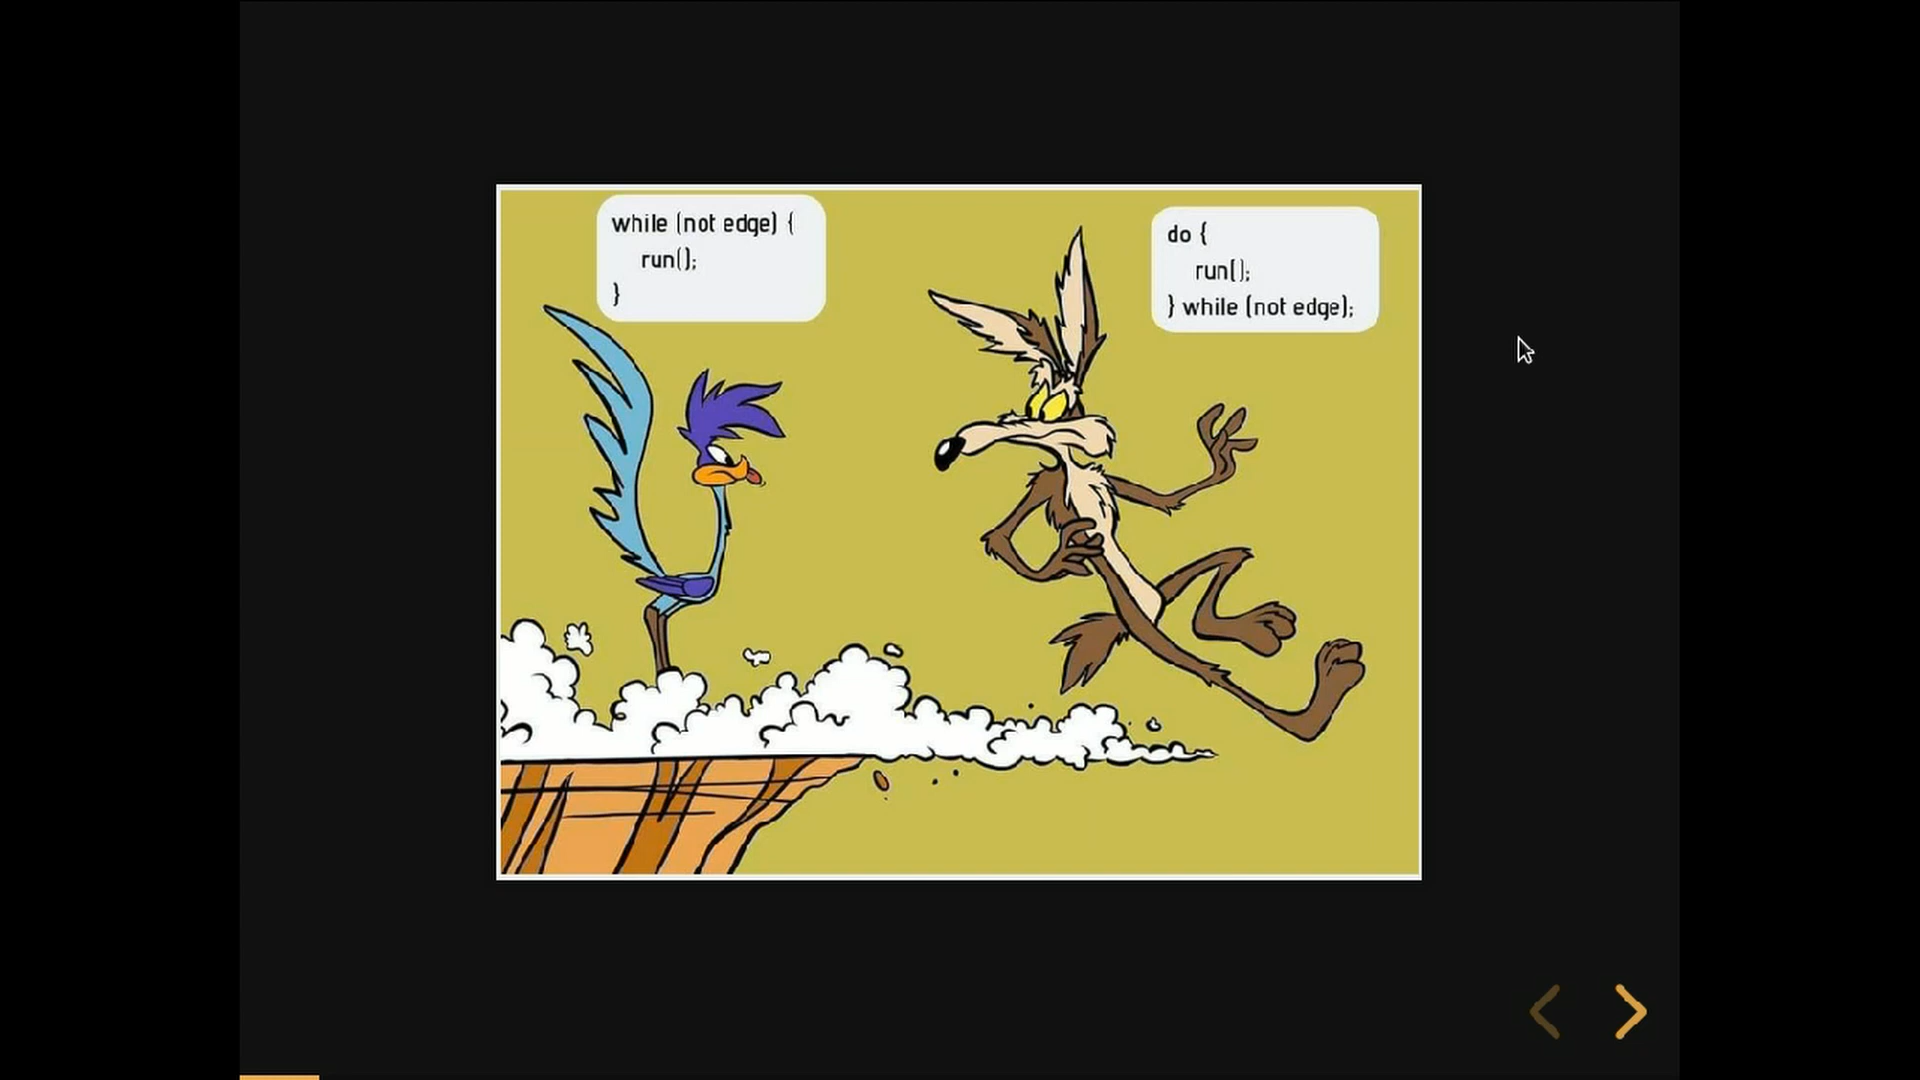 while (not edge) {
run();
}
do {
run();
} while (not edge);